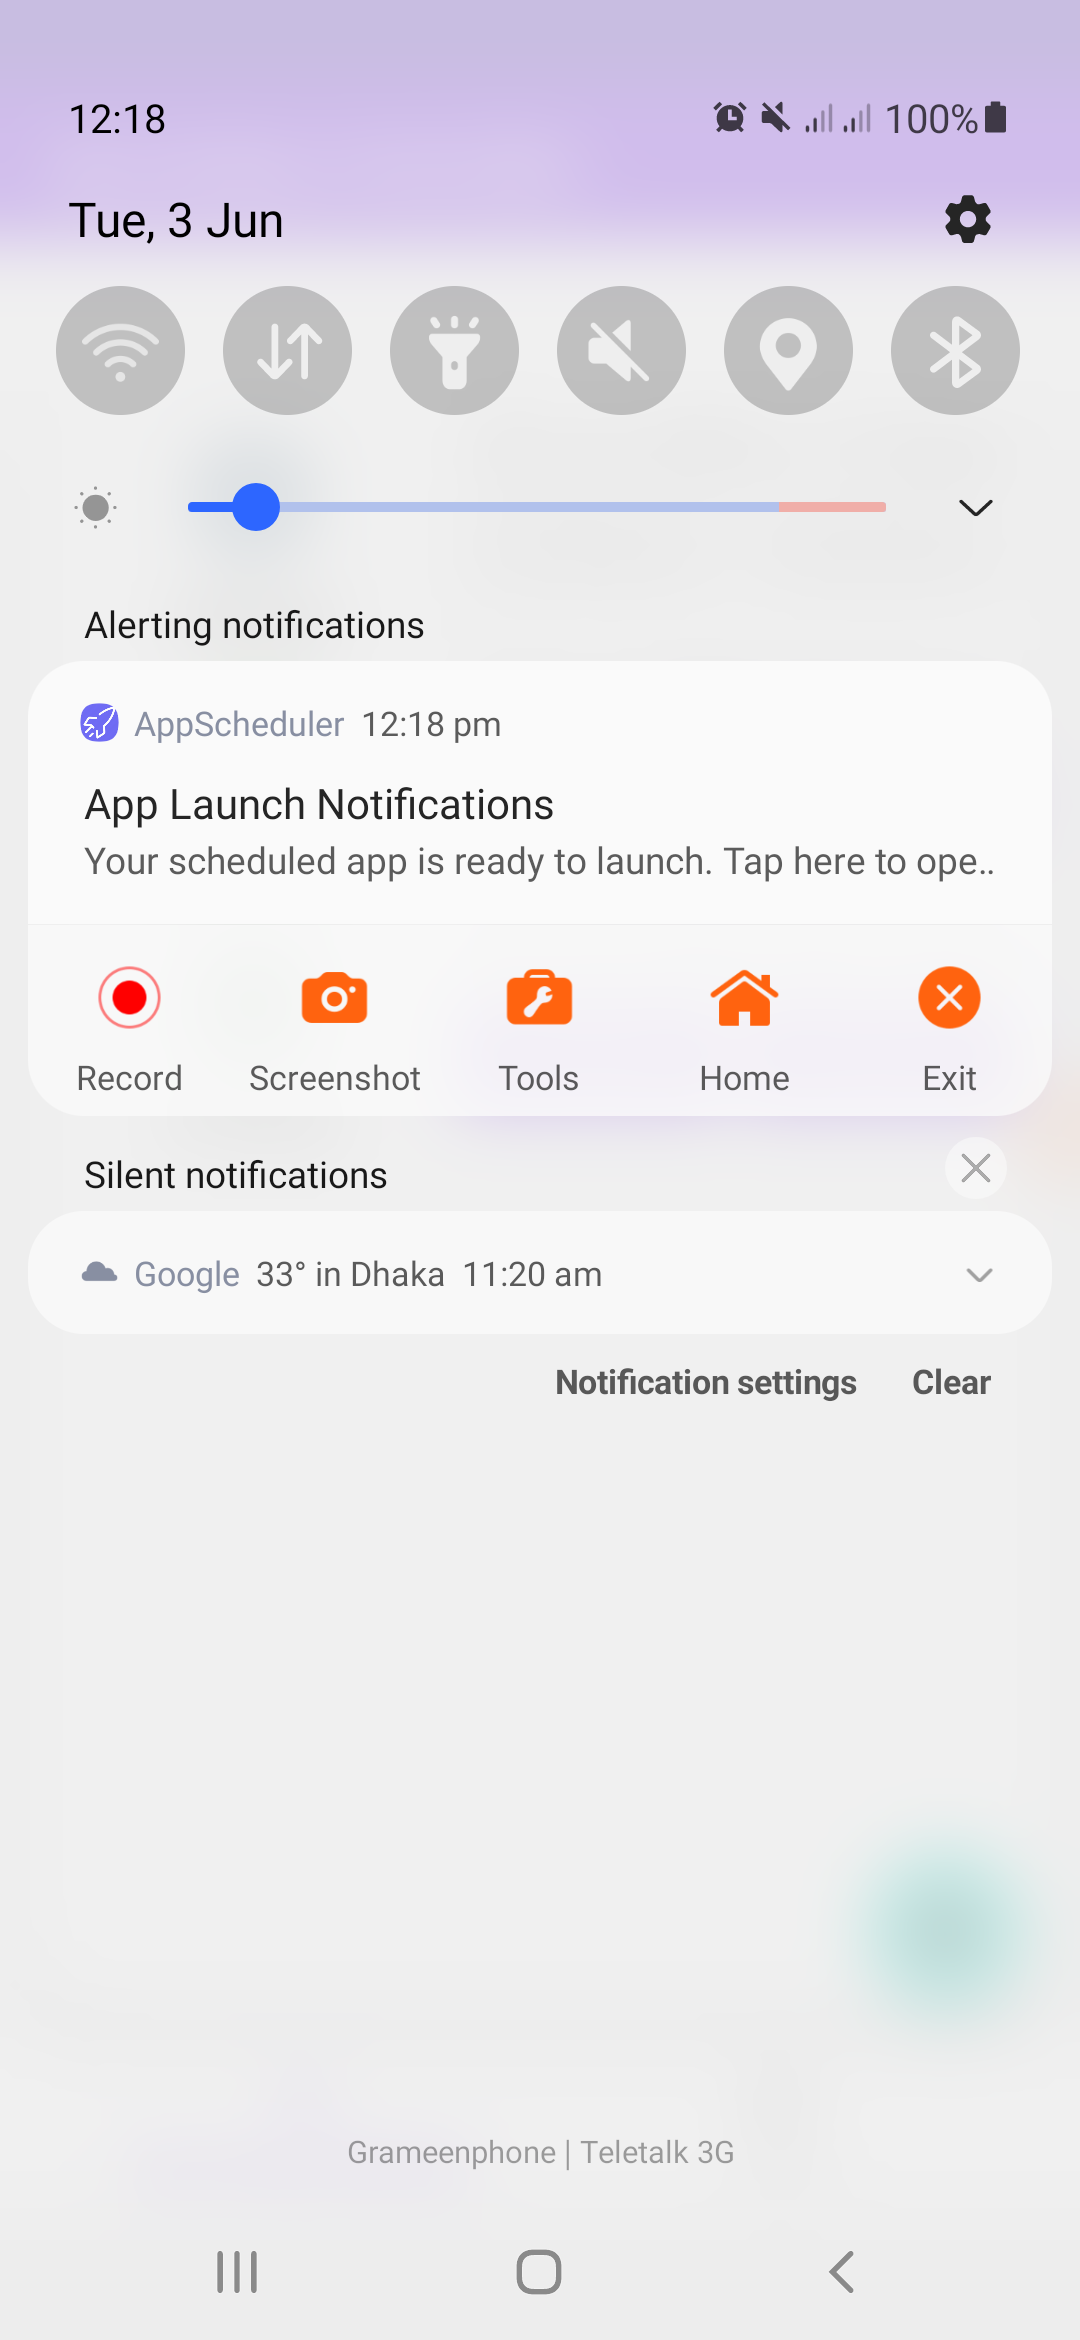 12:18 100%
Tue, 3 Jun
Alerting notifications
AppScheduler 12:18 pm
App Launch Notifications
Your scheduled app is ready to launch. Tap here to ope..
Record Screenshot Tools Home Exit
Silent notifications
Google 33° in Dhaka 11:20 am
Notification settings Clear
Grameenphone | Teletalk 3G